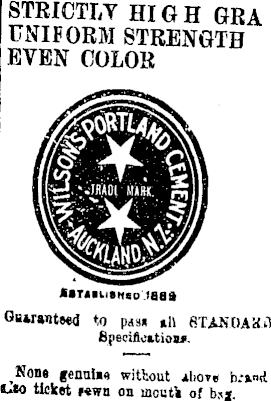 STRICTLY HIGH GRA
UNIFORM STRENGTH
EVEN COLOR
WILSON'S PORTLAND CEMENT
TRADE MARK
AUCKLAND, N.Z.
ESTABLISHED 1889
Guaranteed to pass all STANDARD
Specifications.
None genuine without above brand
also ticket sewn on mouth of bag.